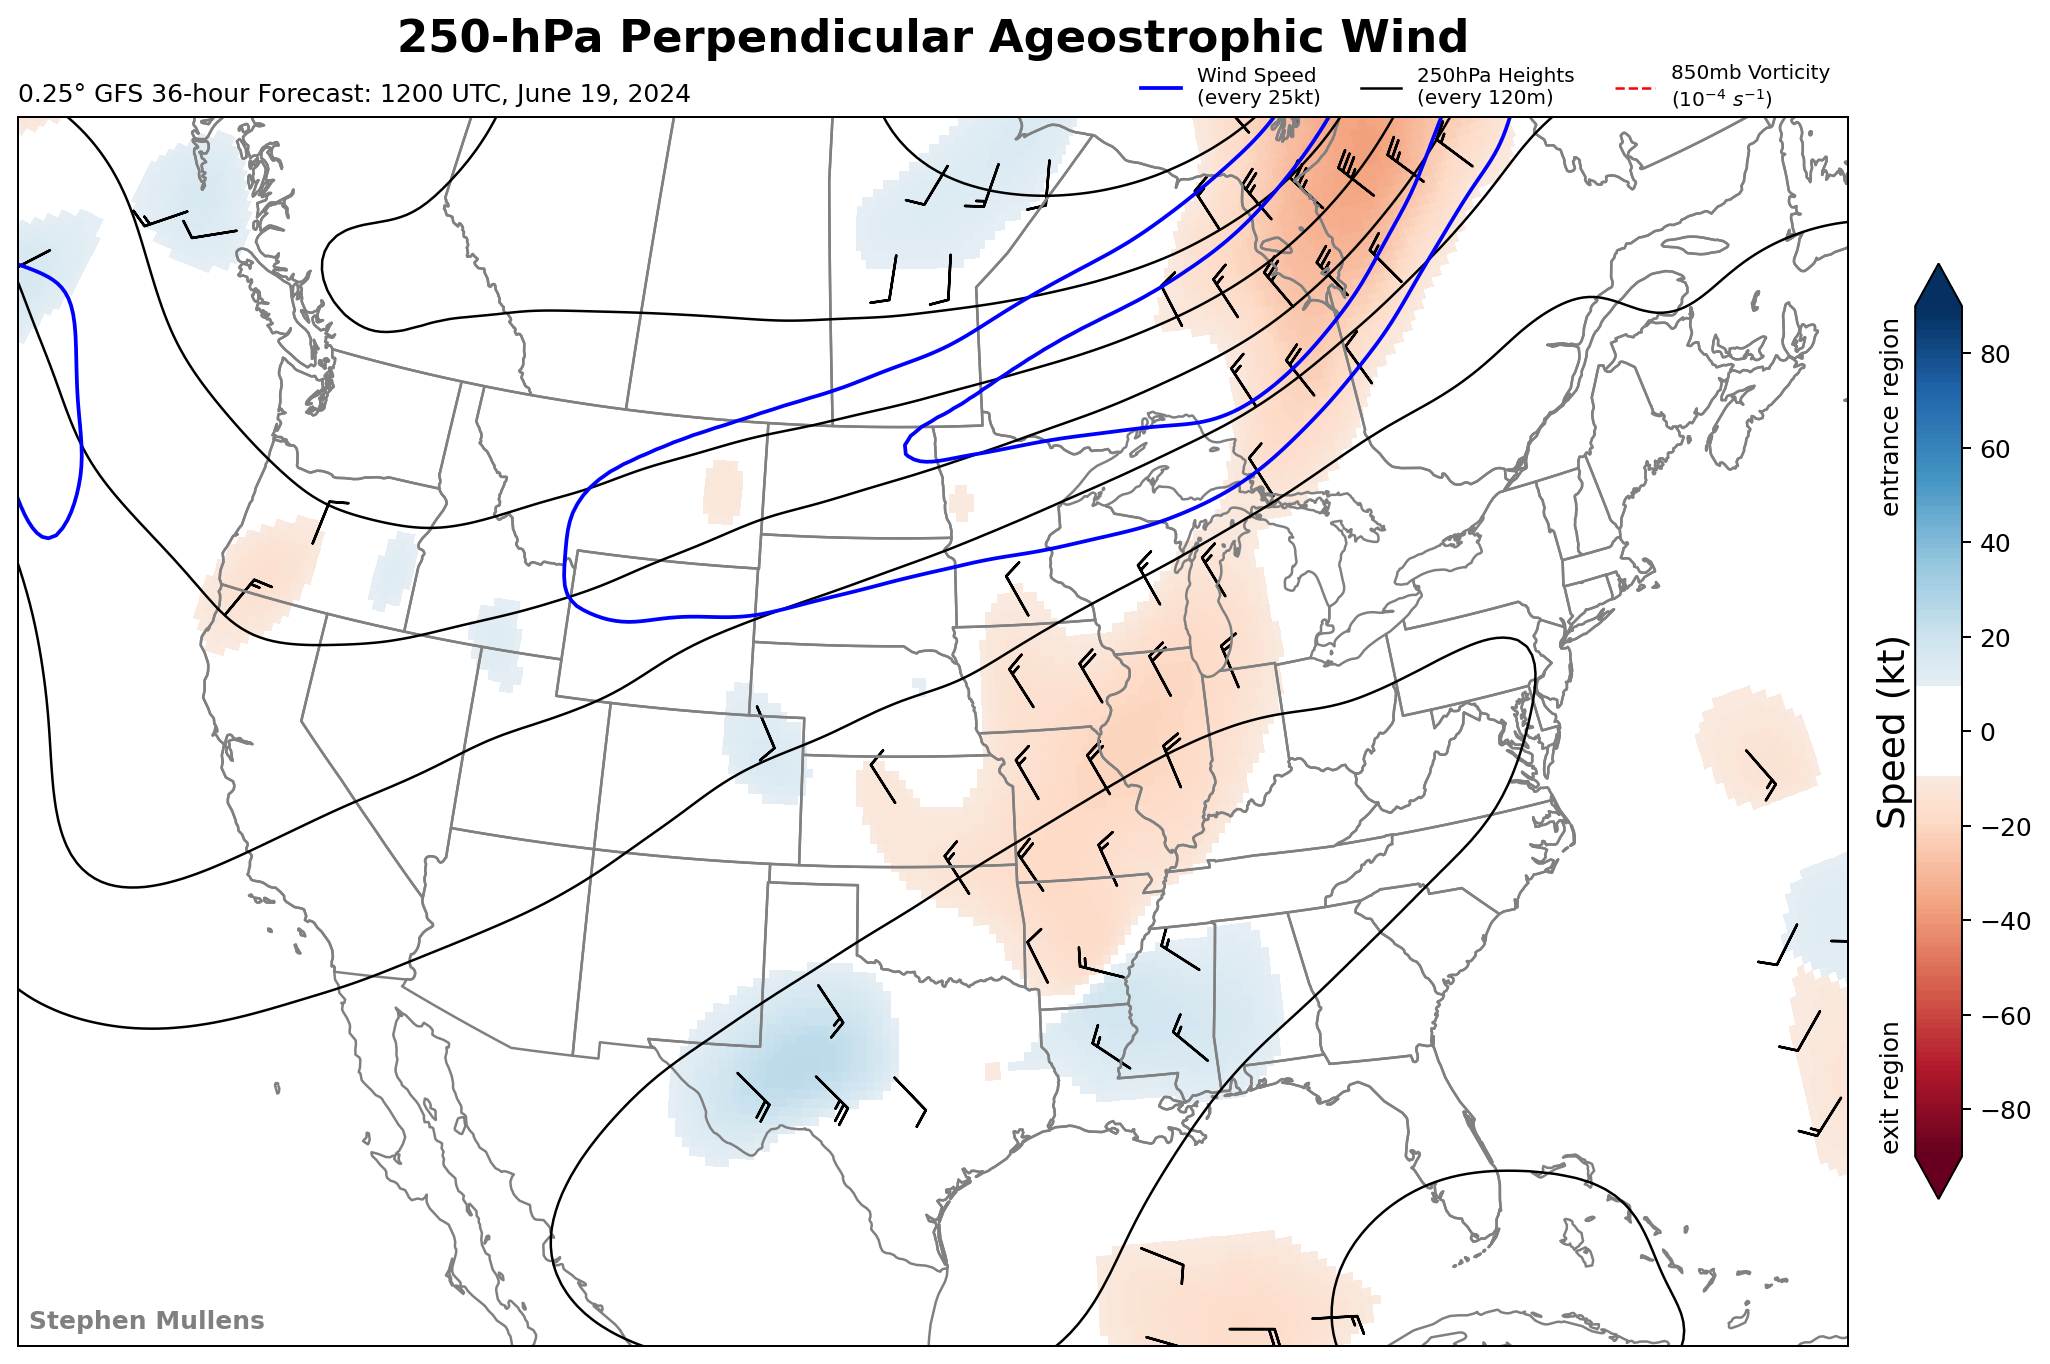 250-hPa Perpendicular Ageostrophic Wind
0.25° GFS 36-hour Forecast: 1200 UTC, June 19, 2024
Wind Speed
(every 25kt)
250hPa Heights
(every 120m)
850mb Vorticity
(10⁻⁴ s⁻¹)
entrance region
Speed (kt)
exit region
80
60
40
20
0
−20
−40
−60
−80
Stephen Mullens